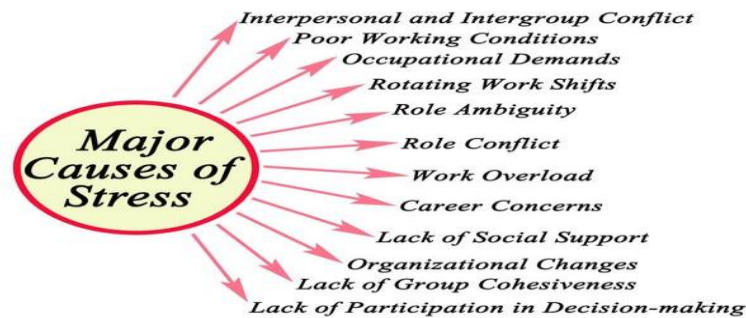 Major
Causes of
Stress
Interpersonal and Intergroup Conflict
Poor Working Conditions
Occupational Demands
Rotating Work Shifts
Role Ambiguity
Role Conflict
Work Overload
Career Concerns
Lack of Social Support
Organizational Changes
Lack of Group Cohesiveness
Lack of Participation in Decision-making